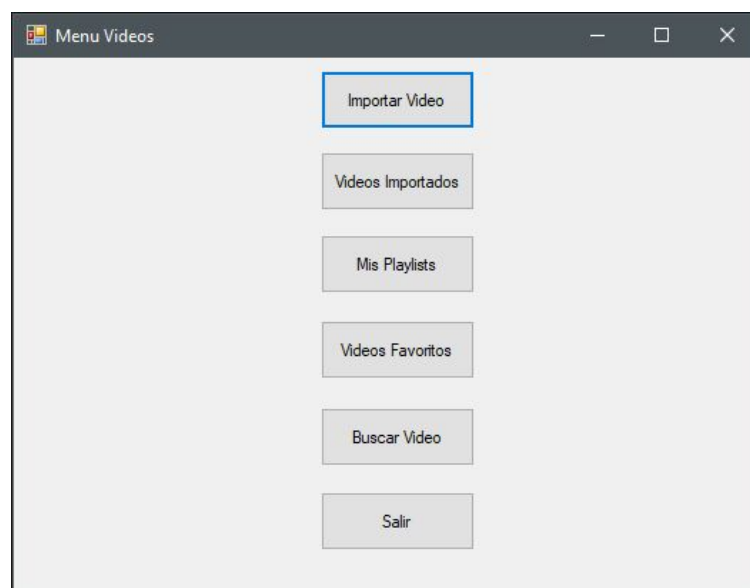 Menu Videos
Importar Video
Videos Importados
Mis Playlists
Videos Favoritos
Buscar Video
Salir